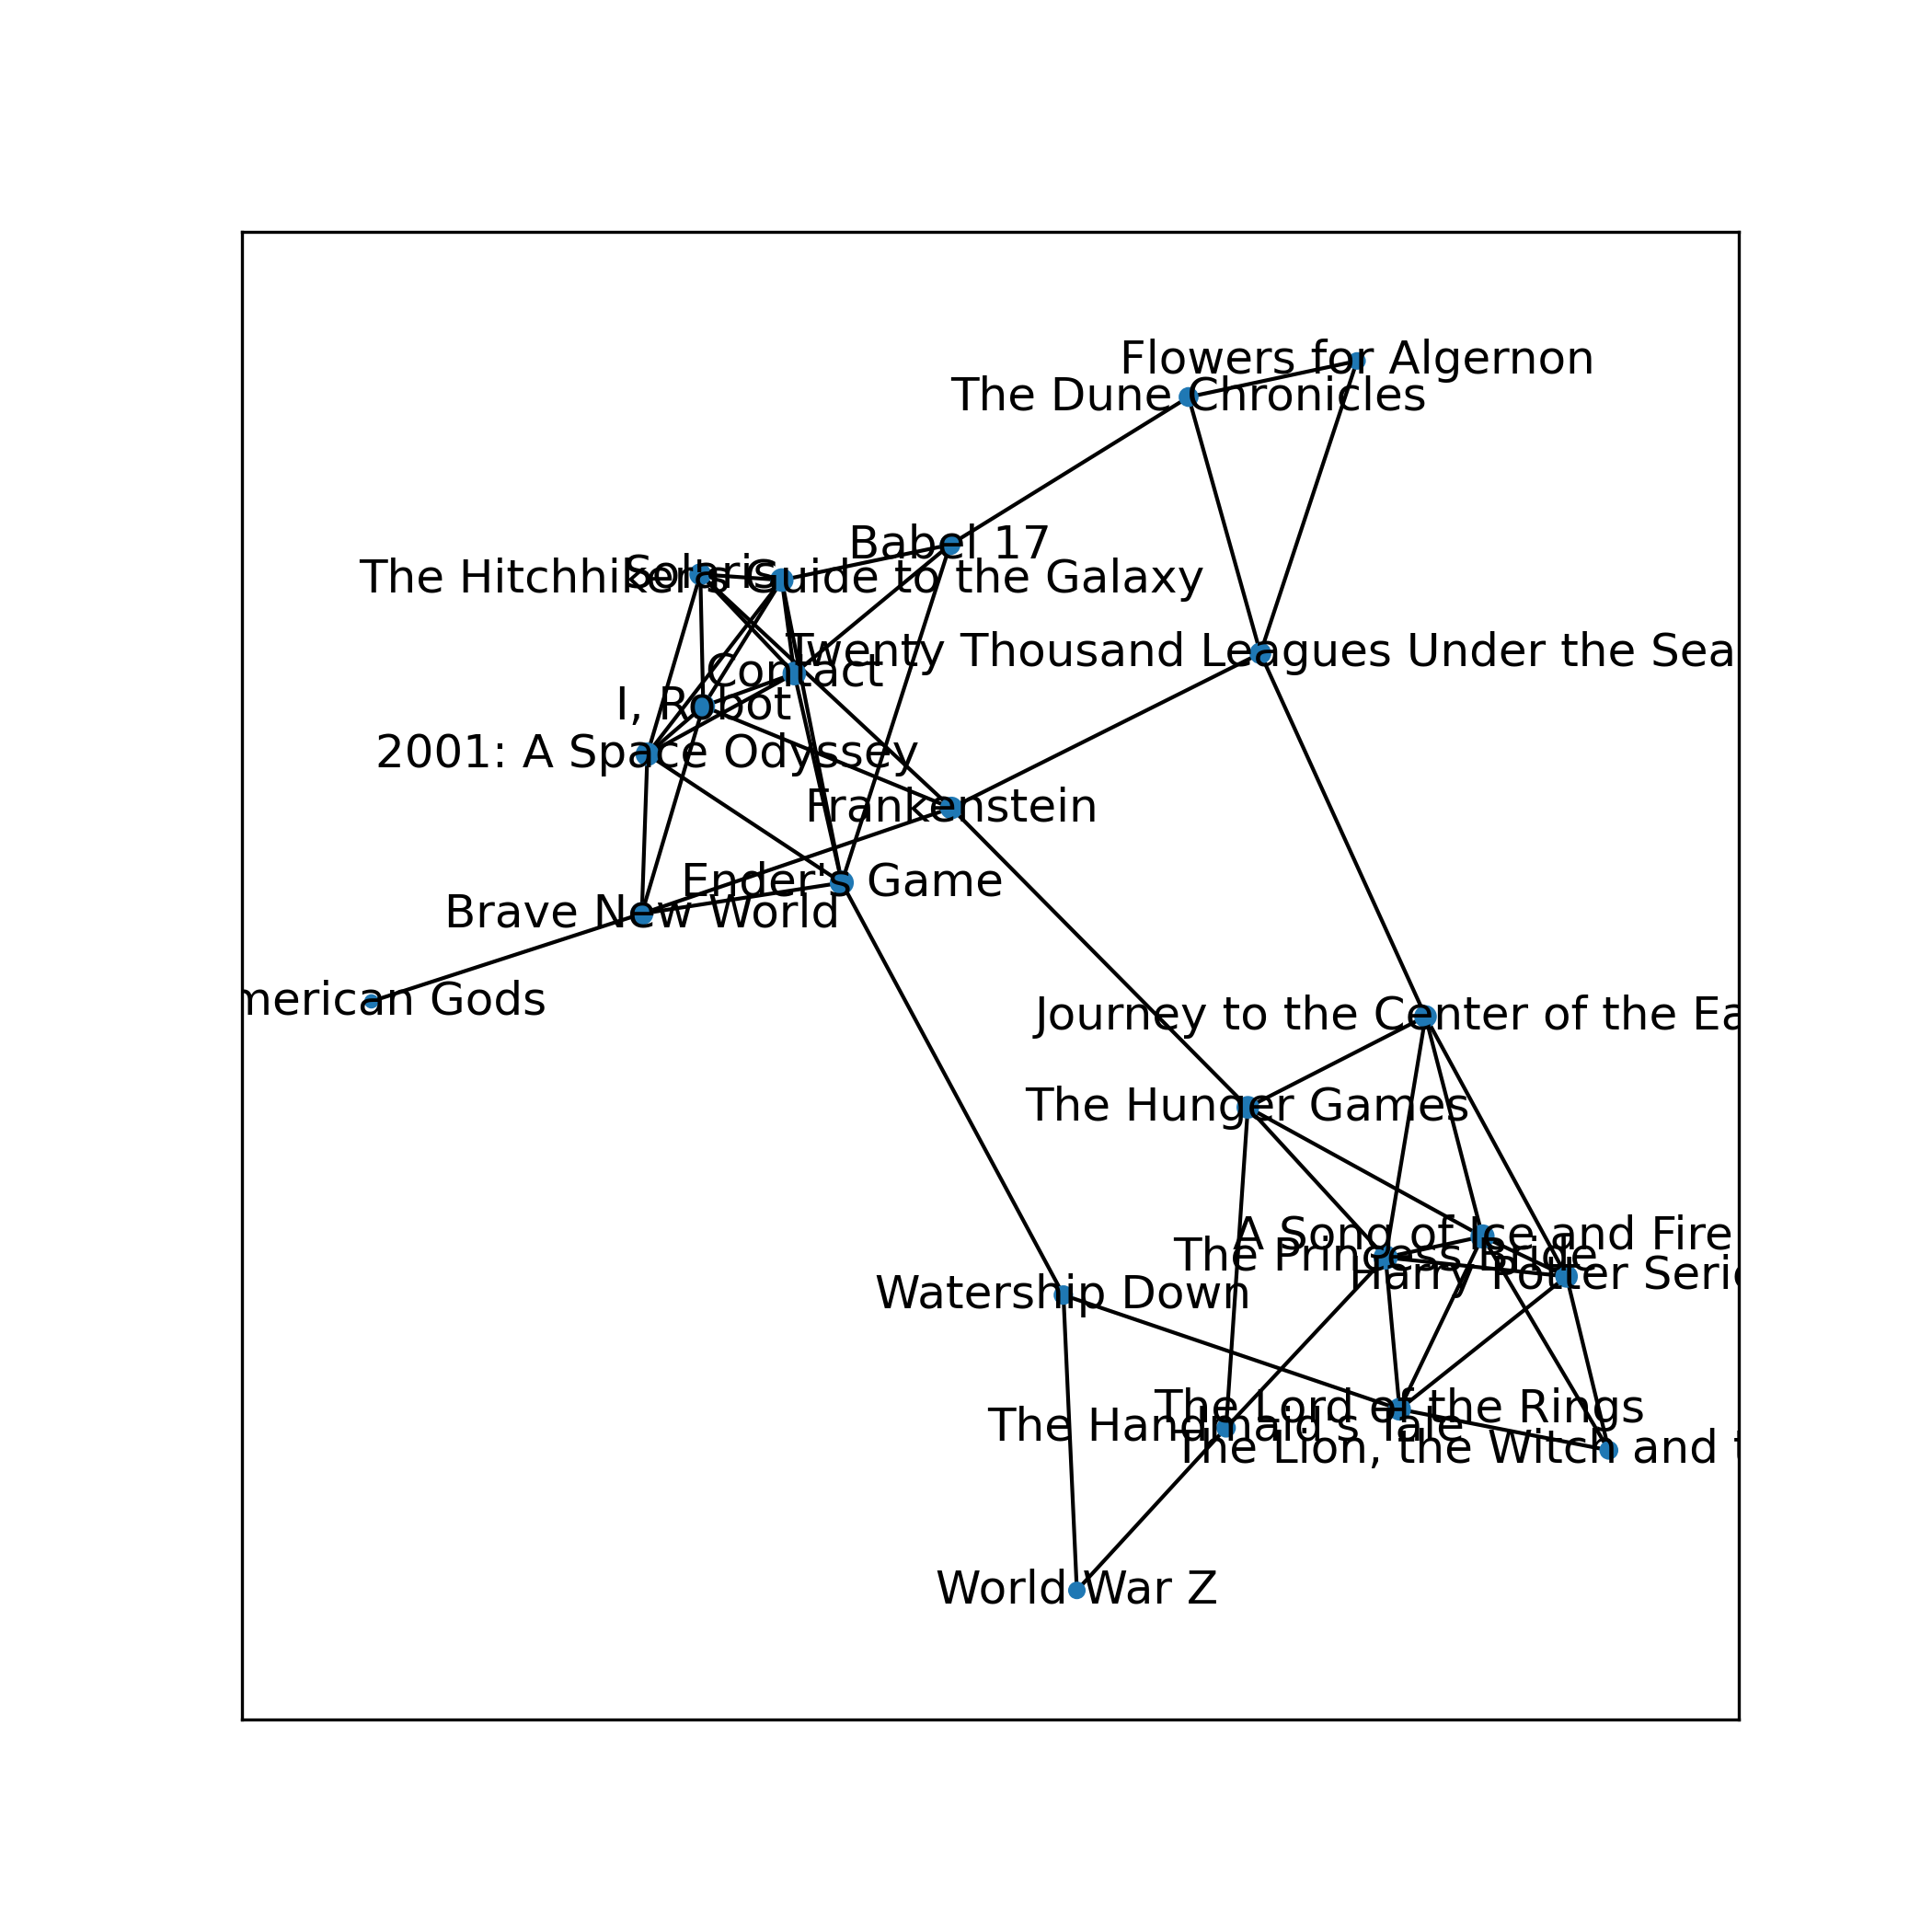 Flowers for Algernon
The Dune Chronicles
Babel 17
Solaris
The Hitchhiker's Guide to the Galaxy
Twenty Thousand Leagues Under the Sea
Contact
I, Robot
2001: A Space Odyssey
Frankenstein
Ender's Game
Brave New World
merican Gods
Journey to the Center of the Ea
The Hunger Games
A Song of Ice and Fire
The Princess Bride
Harry Potter Serie
Watership Down
The Lord of the Rings
The Handmaid's Tale
The Lion, the Witch and t
World War Z